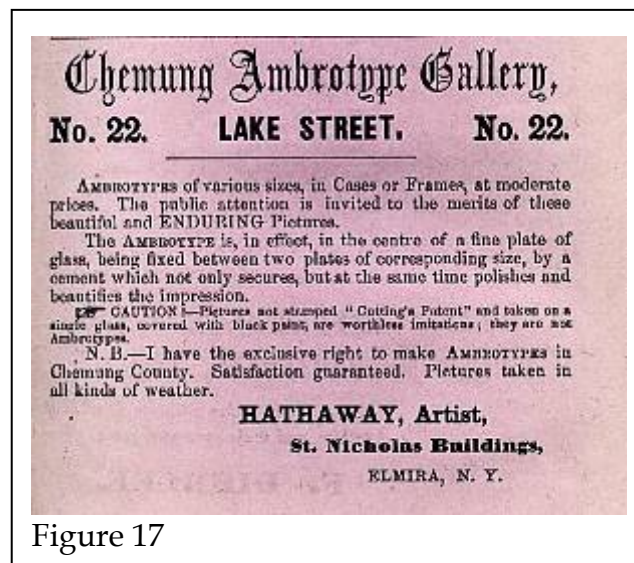 Chemung Ambrotype Gallery,
No. 22. LAKE STREET. No. 22.
AMBROTYPES of various sizes, in Cases or Frames, at moderate
prices. The public attention is invited to the merits of these
beautiful and ENDURING Pictures.
The AMBROTYPE is, in effect, in the centre of a fine plate of
glass, being fixed between two plates of corresponding size, by a
cement which not only secures, but at the same time polishes and
beautifies the impression.
☞ CAUTION!—Pictures not stamped "Cutting's Patent" and taken on a
single glass, covered with black paint, are worthless imitations; they are not
Ambrotypes.
N. B.—I have the exclusive right to make AMBROTYPES in
Chemung County. Satisfaction guaranteed. Pictures taken in
all kinds of weather.
HATHAWAY, Artist,
St. Nicholas Buildings,
ELMIRA, N. Y.
Figure 17